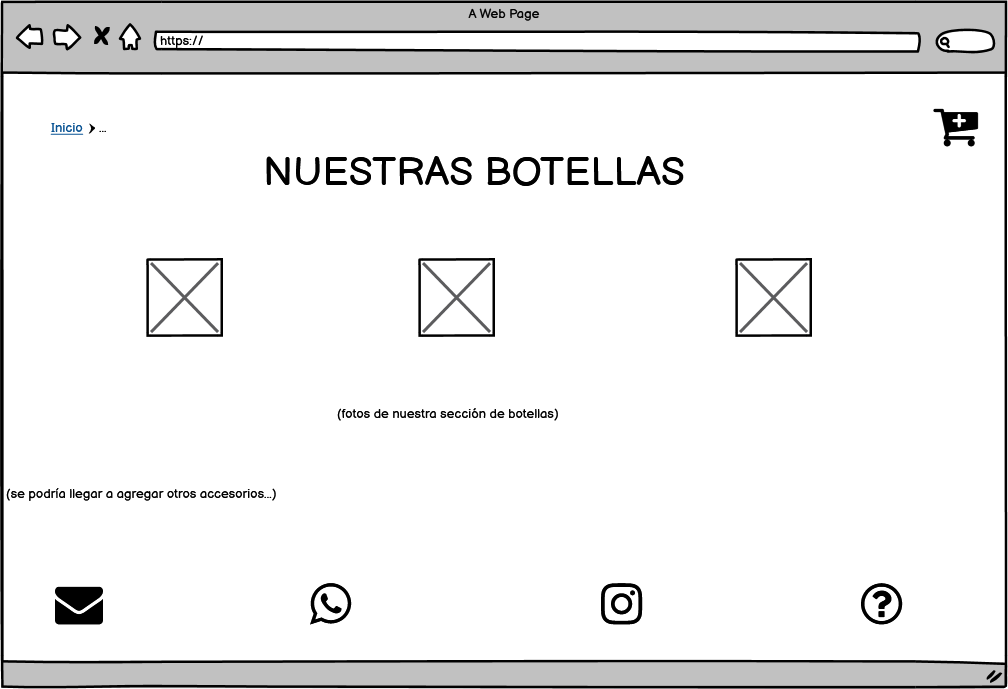 A Web Page
https://
Inicio ...
NUESTRAS BOTELLAS
(fotos de nuestra sección de botellas)
(se podría llegar a agregar otros accesorios...)